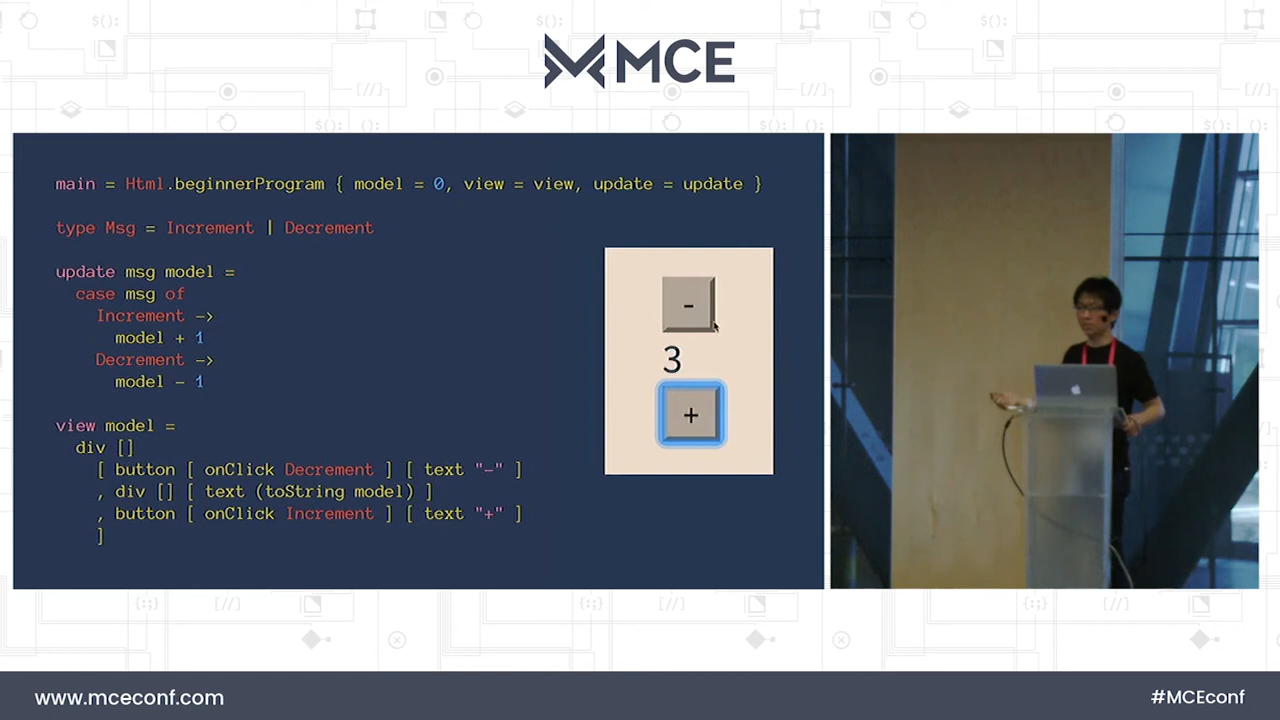 MCE
main = Html.beginnerProgram { model = 0, view = view, update = update }
type Msg = Increment | Decrement
update msg model =
case msg of
Increment ->
model + 1
Decrement ->
model - 1
view model =
div []
[ button [ onClick Decrement ] [ text "-" ]
, div [] [ text (toString model) ]
, button [ onClick Increment ] [ text "+" ]
]
-
3
+
www.mceconf.com
#MCEconf